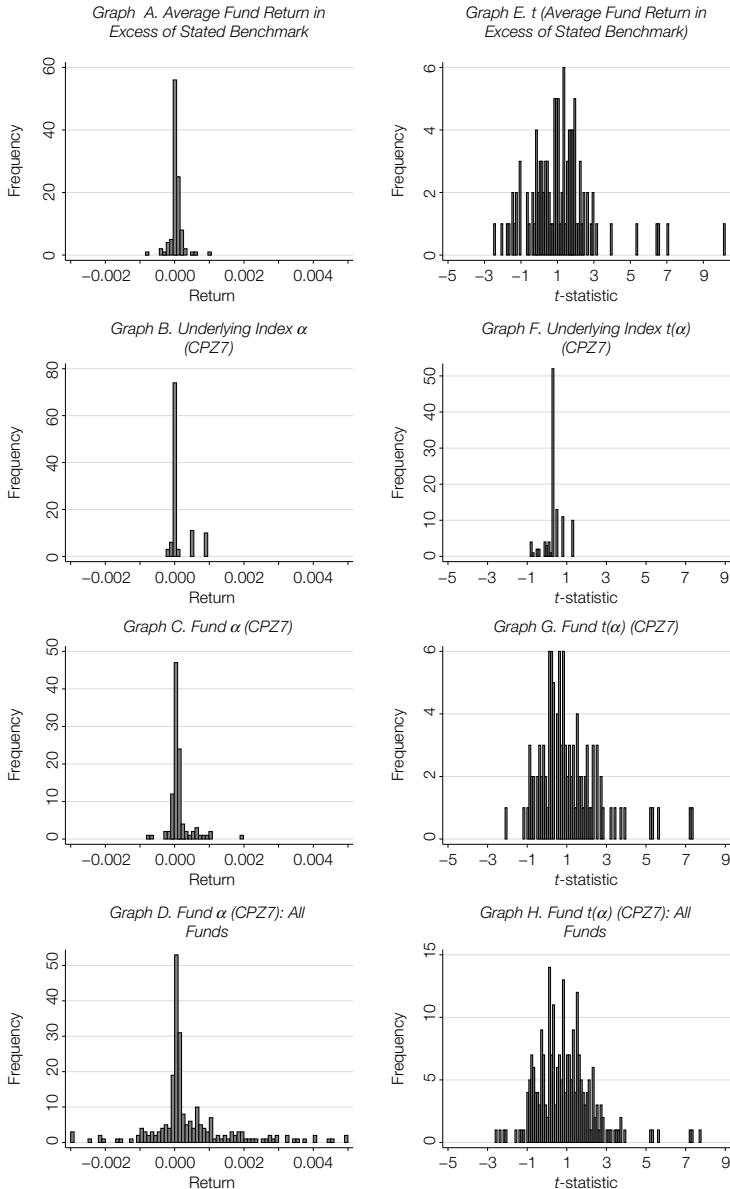 Graph A. Average Fund Return in
Excess of Stated Benchmark
Frequency
60
40
20
0
−0.002 0.000 0.002 0.004
Return
Graph E. t (Average Fund Return in
Excess of Stated Benchmark)
Frequency
6
4
2
0
−5 −3 −1 1 3 5 7 9
t-statistic
Graph B. Underlying Index α
(CPZ7)
Frequency
80
60
40
20
0
−0.002 0.000 0.002 0.004
Return
Graph F. Underlying Index t(α)
(CPZ7)
Frequency
50
40
30
20
10
0
−5 −3 −1 1 3 5 7 9
t-statistic
Graph C. Fund α (CPZ7)
Frequency
50
40
30
20
10
0
−0.002 0.000 0.002 0.004
Return
Graph G. Fund t(α) (CPZ7)
Frequency
6
4
2
0
−5 −3 −1 1 3 5 7 9
t-statistic
Graph D. Fund α (CPZ7): All
Funds
Frequency
50
40
30
20
10
0
−0.002 0.000 0.002 0.004
Return
Graph H. Fund t(α) (CPZ7): All
Funds
Frequency
15
10
5
0
−5 −3 −1 1 3 5 7 9
t-statistic